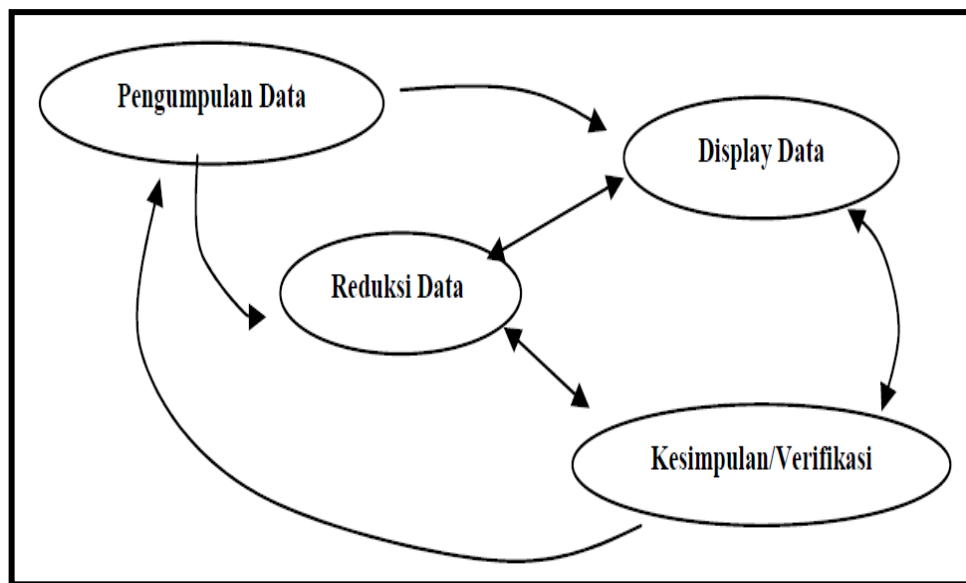 Pengumpulan Data
Display Data
Reduksi Data
Kesimpulan/Verifikasi